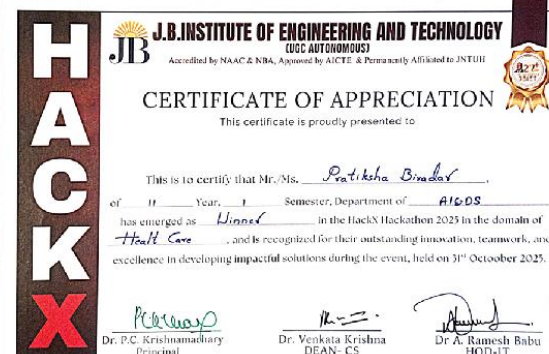 HACKX
JB
J.B.INSTITUTE OF ENGINEERING AND TECHNOLOGY
(UGC AUTONOMOUS)
Accredited by NAAC & NBA, Approved by AICTE & Permanently Affiliated to JNTUH
CERTIFICATE OF APPRECIATION
This certificate is proudly presented to
This is to certify that Mr./Ms. Pratiksha Biradar,
of II Year, I Semester, Department of AI&DS
has emerged as Winner in the HackX Hackathon 2025 in the domain of
Healt Care, and is recognized for their outstanding innovation, teamwork, and
excellence in developing impactful solutions during the event, held on 31st Octoober 2025.
Dr. P.C. Krishnamachary
Principal
Dr. Venkata Krishna
DEAN- CS
Dr A. Ramesh Babu
HOD-IT